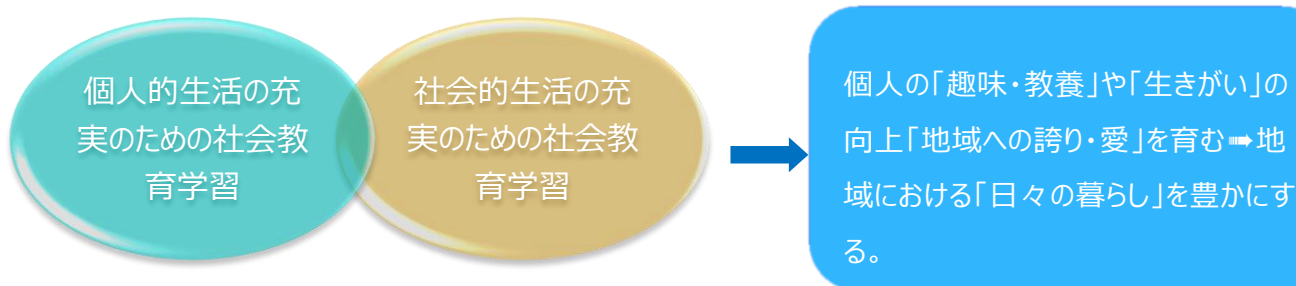 個人的生活の充
実のための社会教
育学習
社会的生活の充
実のための社会教
育学習
個人の「趣味・教養」や「生きがい」の
向上「地域への誇り・愛」を育む➠地
域における「日々の暮らし」を豊かにす
る。